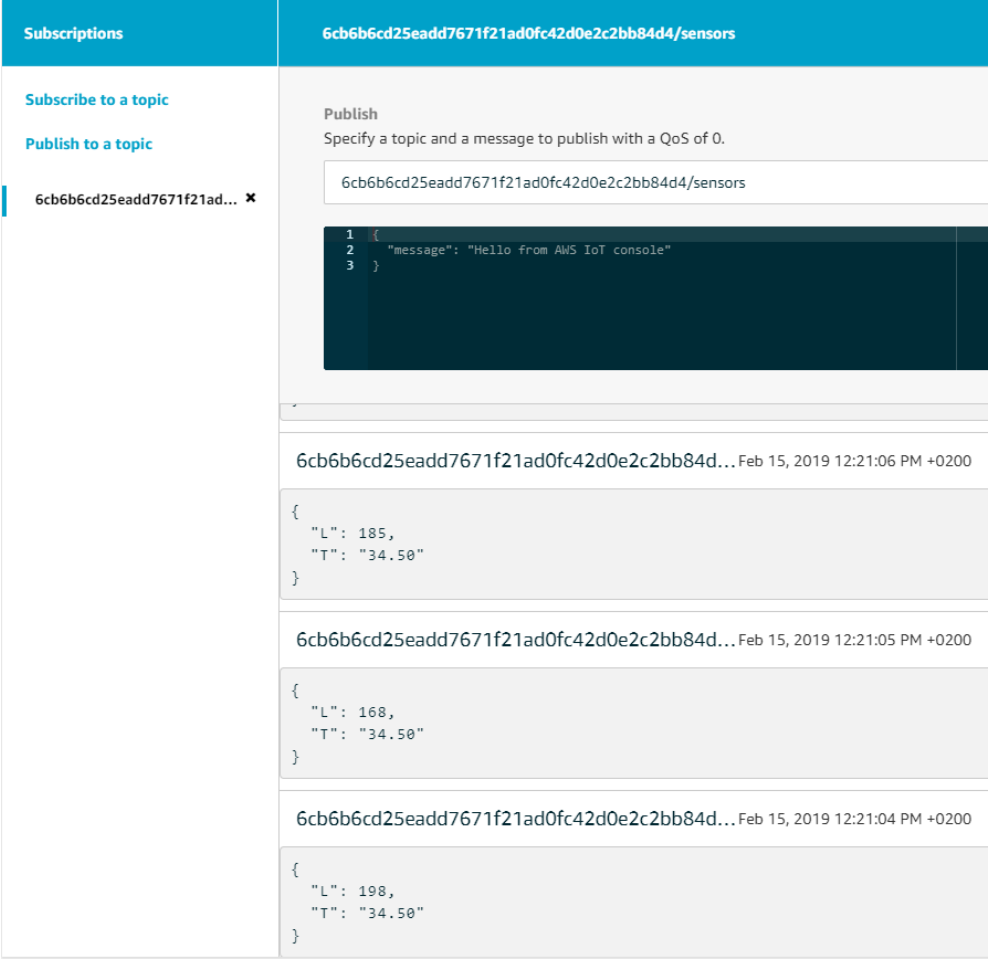 Subscriptions
6cb6b6cd25eadd7671f21ad0fc42d0e2c2bb84d4/sensors
Subscribe to a topic
Publish to a topic
6cb6b6cd25eadd7671f21ad... ×
Publish
Specify a topic and a message to publish with a QoS of 0.
6cb6b6cd25eadd7671f21ad0fc42d0e2c2bb84d4/sensors
1 {
2 "message": "Hello from AWS IoT console"
3 }
6cb6b6cd25eadd7671f21ad0fc42d0e2c2bb84d... Feb 15, 2019 12:21:06 PM +0200
{
"L": 185,
"T": "34.50"
}
6cb6b6cd25eadd7671f21ad0fc42d0e2c2bb84d... Feb 15, 2019 12:21:05 PM +0200
{
"L": 168,
"T": "34.50"
}
6cb6b6cd25eadd7671f21ad0fc42d0e2c2bb84d... Feb 15, 2019 12:21:04 PM +0200
{
"L": 198,
"T": "34.50"
}